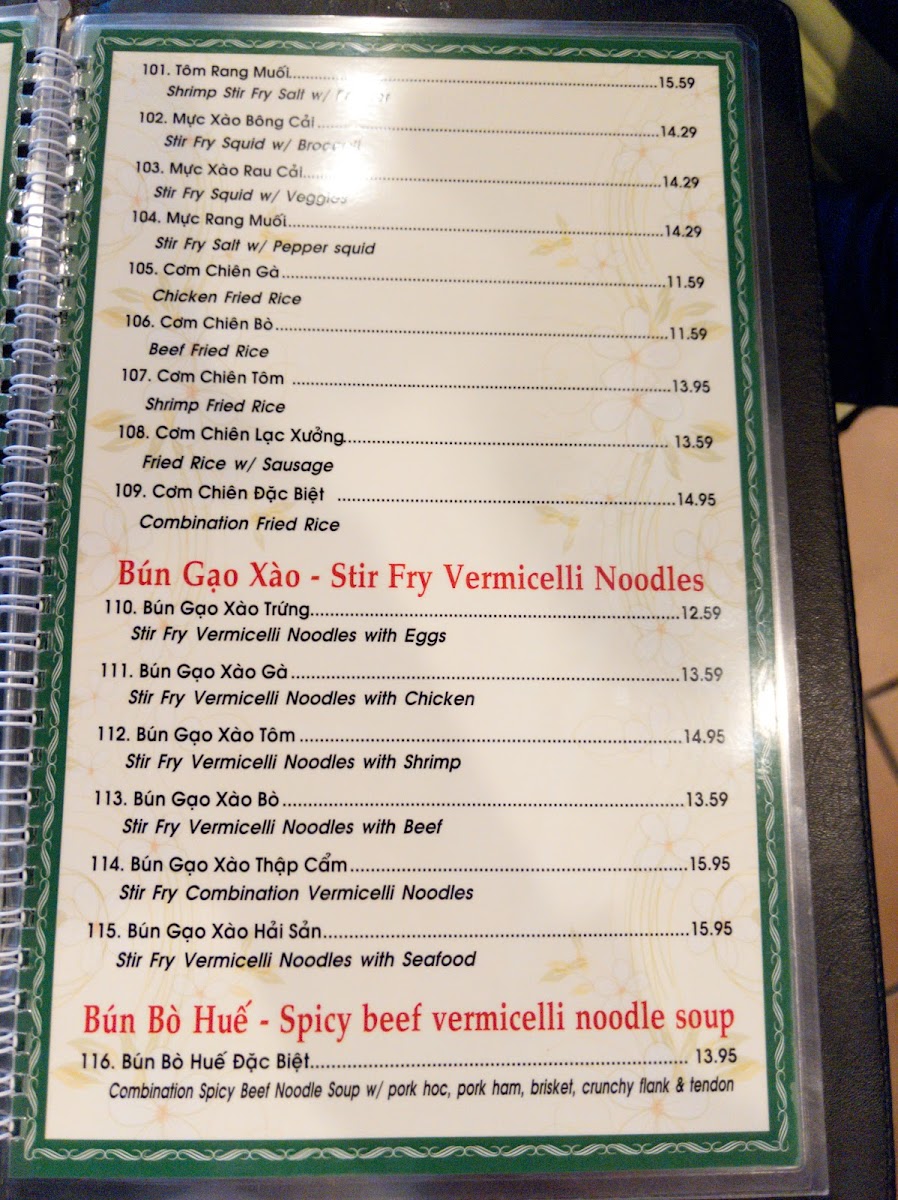 101. Tôm Rang Muối..........15.59
Shrimp Stir Fry Salt w/
102. Mực Xào Bông Cải..........14.29
Stir Fry Squid w/ Broccoli
103. Mực Xào Rau Cải..........14.29
Stir Fry Squid w/ Veggies
104. Mực Rang Muối..........14.29
Stir Fry Salt w/ Pepper squid
105. Cơm Chiên Gà..........11.59
Chicken Fried Rice
106. Cơm Chiên Bò..........11.59
Beef Fried Rice
107. Cơm Chiên Tôm..........13.95
Shrimp Fried Rice
108. Cơm Chiên Lạc Xưởng..........13.59
Fried Rice w/ Sausage
109. Cơm Chiên Đặc Biệt..........14.95
Combination Fried Rice
Bún Gạo Xào - Stir Fry Vermicelli Noodles
110. Bún Gạo Xào Trứng..........12.59
Stir Fry Vermicelli Noodles with Eggs
111. Bún Gạo Xào Gà..........13.59
Stir Fry Vermicelli Noodles with Chicken
112. Bún Gạo Xào Tôm..........14.95
Stir Fry Vermicelli Noodles with Shrimp
113. Bún Gạo Xào Bò..........13.59
Stir Fry Vermicelli Noodles with Beef
114. Bún Gạo Xào Thập Cẩm..........15.95
Stir Fry Combination Vermicelli Noodles
115. Bún Gạo Xào Hải Sản..........15.95
Stir Fry Vermicelli Noodles with Seafood
Bún Bò Huế - Spicy beef vermicelli noodle soup
116. Bún Bò Huế Đặc Biệt..........13.95
Combination Spicy Beef Noodle Soup w/ pork hoc, pork ham, brisket, crunchy flank & tendon